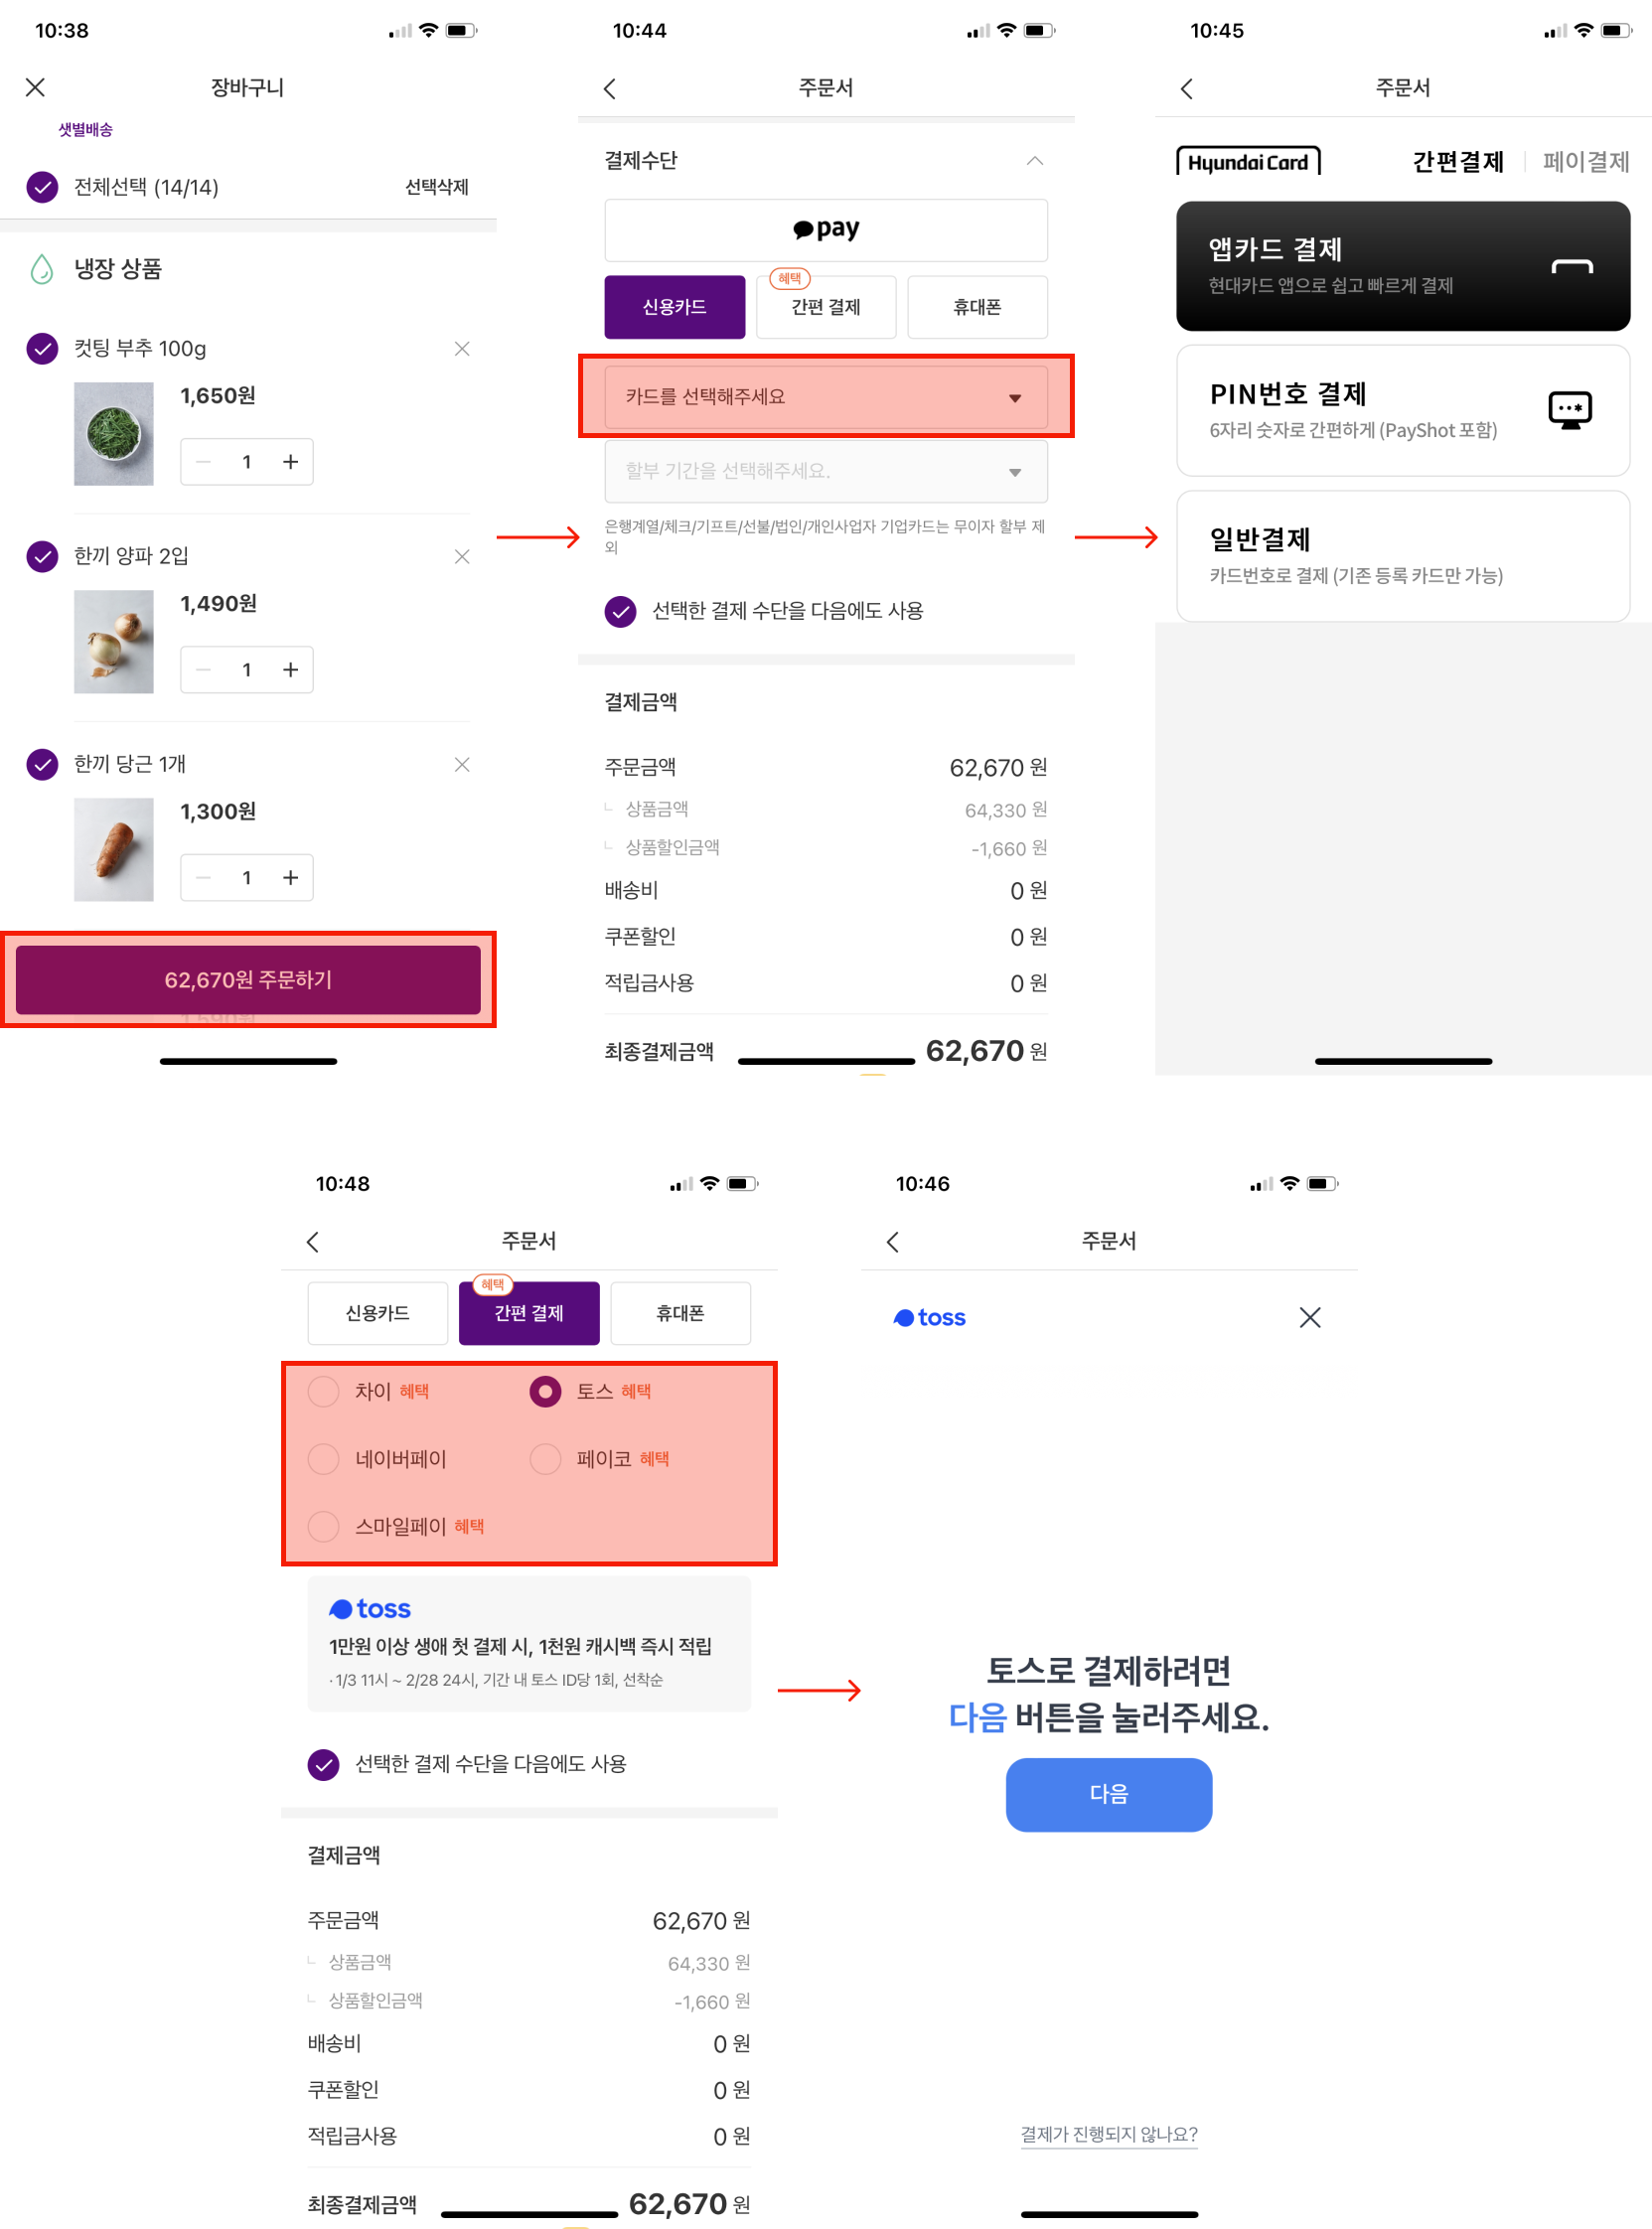 10:38
장바구니
샛별배송
전체선택 (14/14)
선택삭제
냉장 상품
컷팅 부추 100g
1,650원
1
한끼 양파 2입
1,490원
1
한끼 당근 1개
1,300원
1
62,670원 주문하기
1,590원
10:44
주문서
결제수단
pay
신용카드
혜택
간편 결제
휴대폰
카드를 선택해주세요
할부 기간을 선택해주세요.
은행계열/체크/기프트/선불/법인/개인사업자 기업카드는 무이자 할부 제
외
선택한 결제 수단을 다음에도 사용
결제금액
주문금액 62,670 원
상품금액 64,330 원
상품할인금액 -1,660 원
배송비 0 원
쿠폰할인 0 원
적립금사용 0 원
최종결제금액 62,670 원
10:45
주문서
Hyundai Card
간편결제
페이결제
앱카드 결제
현대카드 앱으로 쉽고 빠르게 결제
PIN번호 결제
6자리 숫자로 간편하게 (PayShot 포함)
일반결제
카드번호로 결제 (기존 등록 카드만 가능)
10:48
주문서
신용카드
혜택
간편 결제
휴대폰
차이 혜택
토스 혜택
네이버페이
페이코 혜택
스마일페이 혜택
toss
1만원 이상 생애 첫 결제 시, 1천원 캐시백 즉시 적립
· 1/3 11시 ~ 2/28 24시, 기간 내 토스 ID당 1회, 선착순
선택한 결제 수단을 다음에도 사용
결제금액
주문금액 62,670 원
상품금액 64,330 원
상품할인금액 -1,660 원
배송비 0 원
쿠폰할인 0 원
적립금사용 0 원
최종결제금액 62,670 원
10:46
주문서
toss
토스로 결제하려면
다음 버튼을 눌러주세요.
다음
결제가 진행되지 않나요?